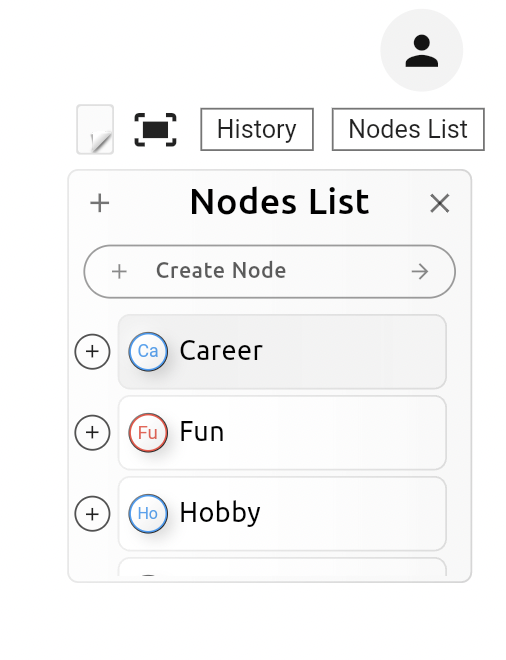 History Nodes List
Nodes List
Create Node
Ca Career
Fu Fun
Ho Hobby